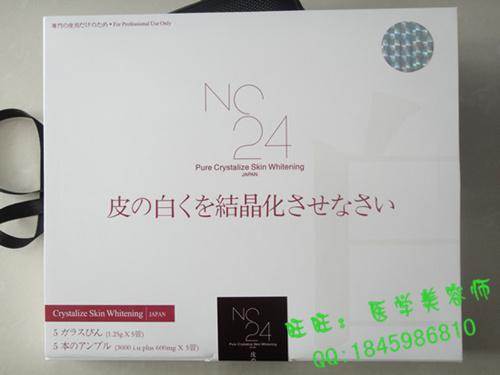 専門の使用だけのため • For Professional Use Only
NC
24
Pure Crystalize Skin Whitening
JAPAN
皮の白くを結晶化させなさい
Crystalize Skin Whitening | JAPAN
5 ガラスびん (1.25g X 5管)
5 本のアンプル (3000 i.u plus 600mg X 5管)
NC
24
Pure Crystalize Skin Whitening
皮の
旺旺： 医学美容师
QQ:1845986810